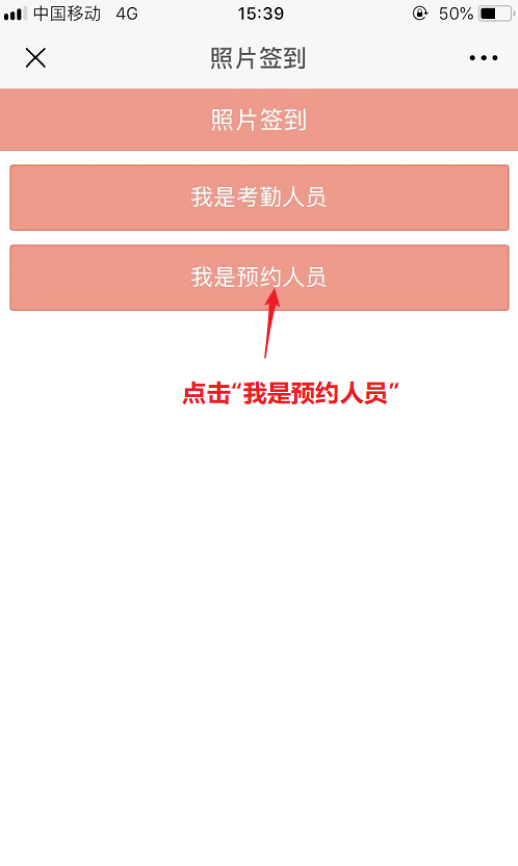 中国移动 4G 15:39 50%
照片签到
照片签到
我是考勤人员
我是预约人员
点击“我是预约人员”